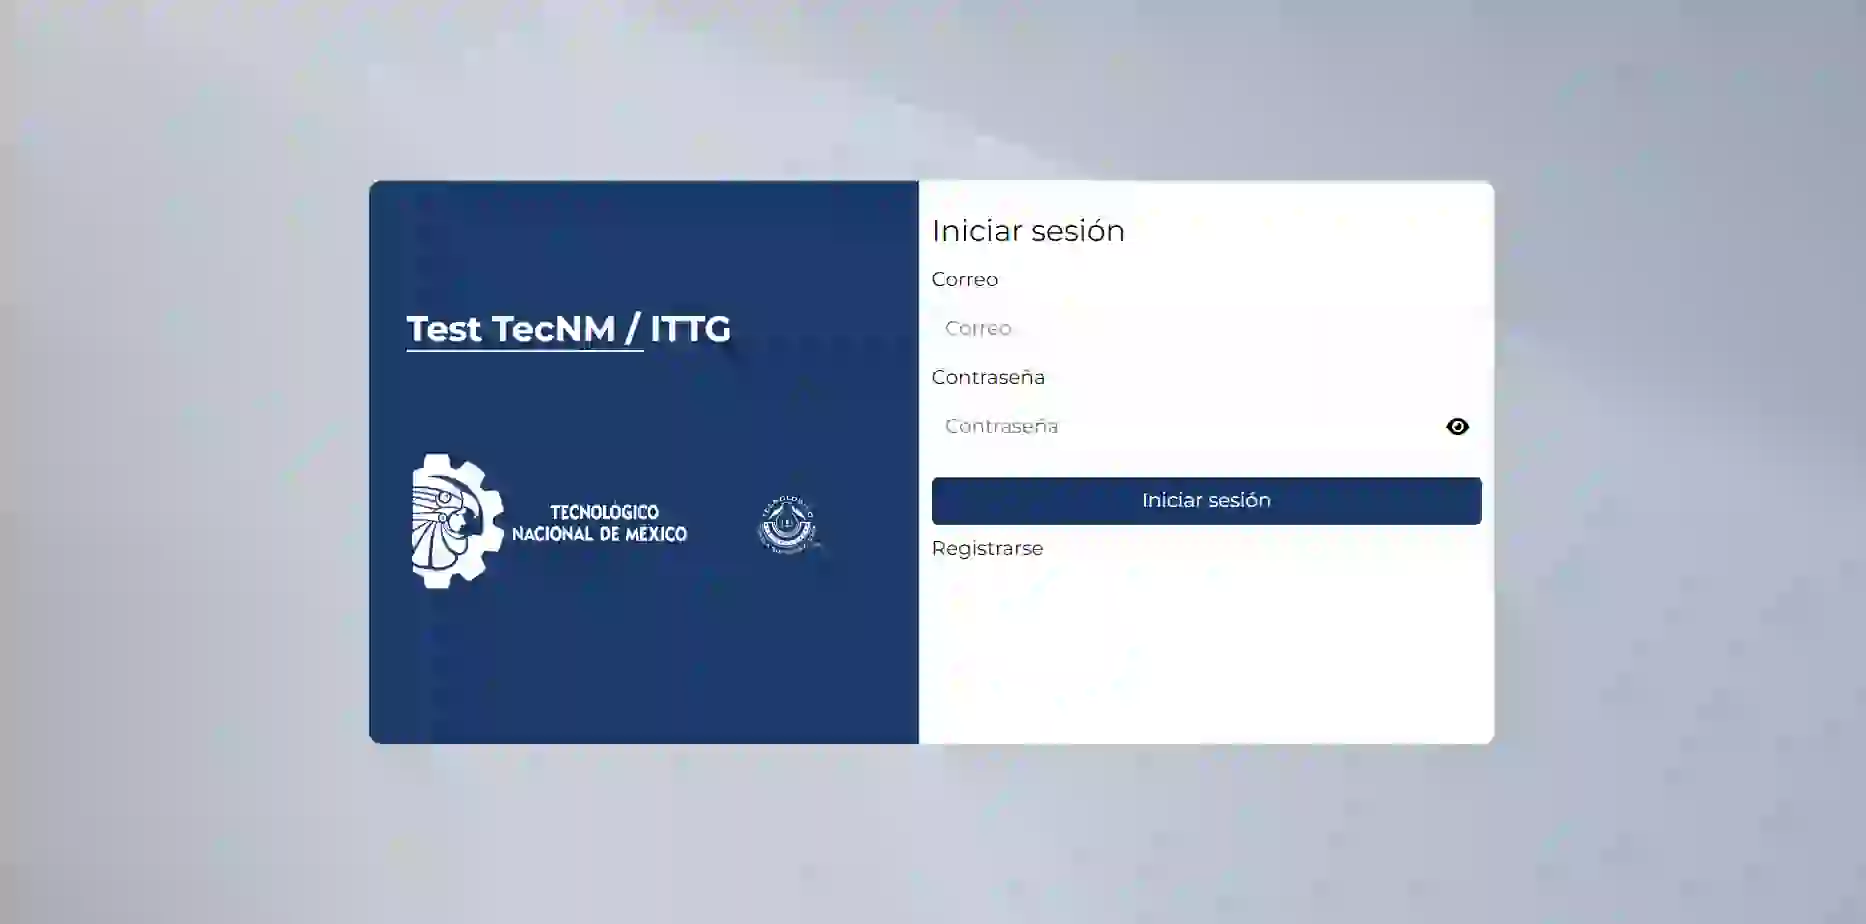 Test TecNM / ITTG
TECNOLÓGICO
NACIONAL DE MÉXICO
Iniciar sesión
Correo
Correo
Contraseña
Contraseña
Iniciar sesión
Registrarse